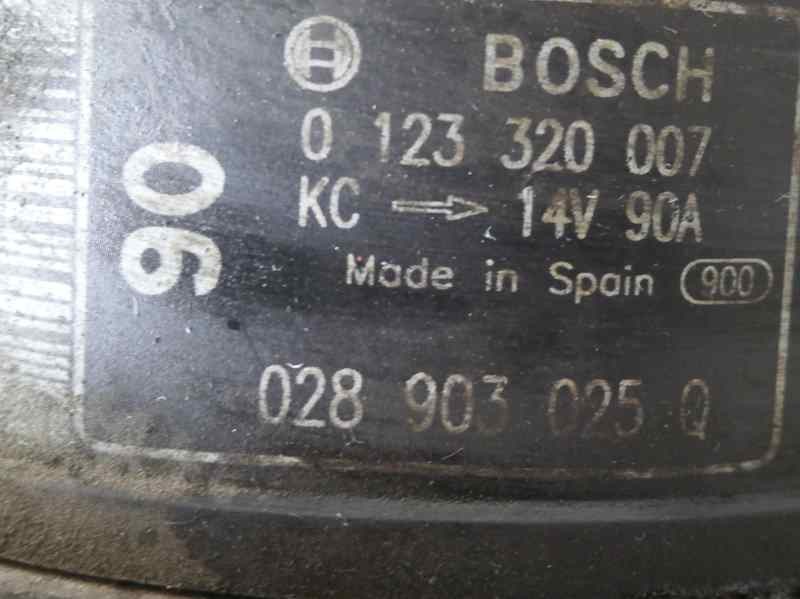 BOSCH
0 123 320 007
KC → 14V 90A
Made in Spain 900
028 903 025 Q
90